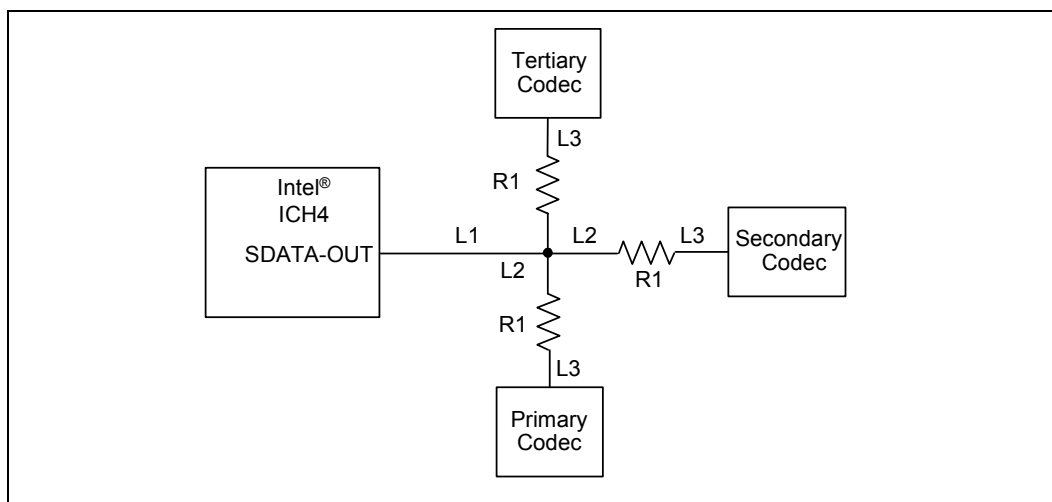 Tertiary
Codec
L3
R1
Intel®
ICH4
SDATA-OUT
L1
L2
L2
R1
L3
Secondary
Codec
R1
L3
Primary
Codec